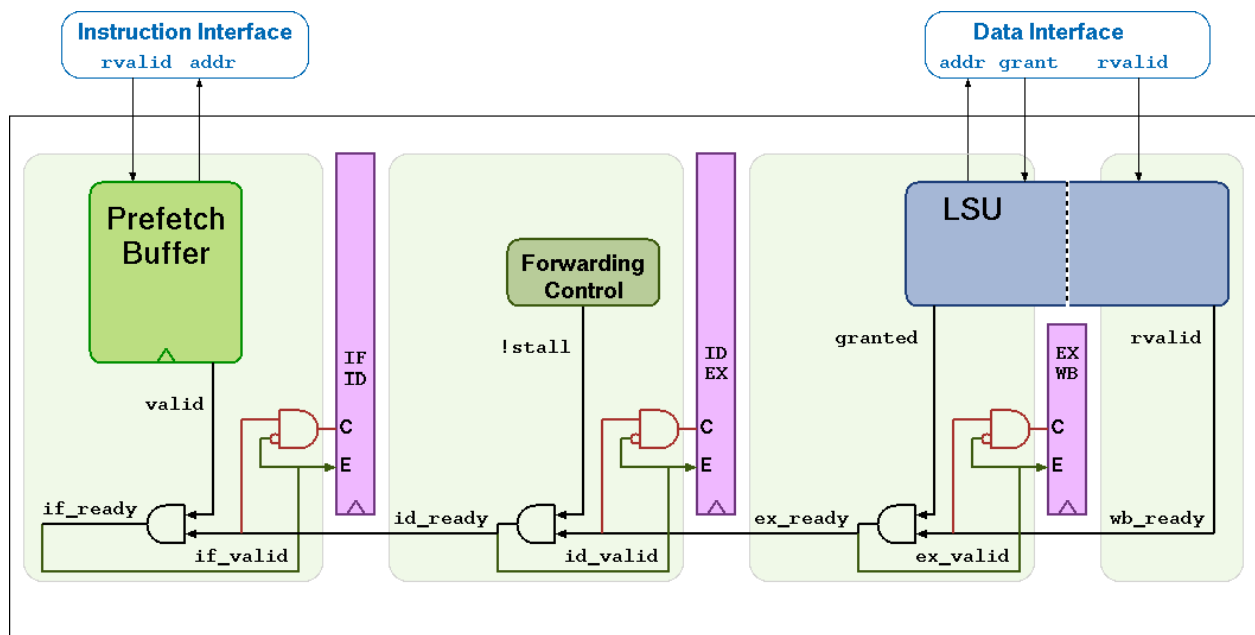 Instruction Interface
rvalid addr
Data Interface
addr grant rvalid
Prefetch
Buffer
LSU
Forwarding
Control
!stall
granted
rvalid
valid
IF
ID
ID
EX
EX
WB
C
E
C
E
C
E
if_ready
if_valid
id_ready
id_valid
ex_ready
ex_valid
wb_ready